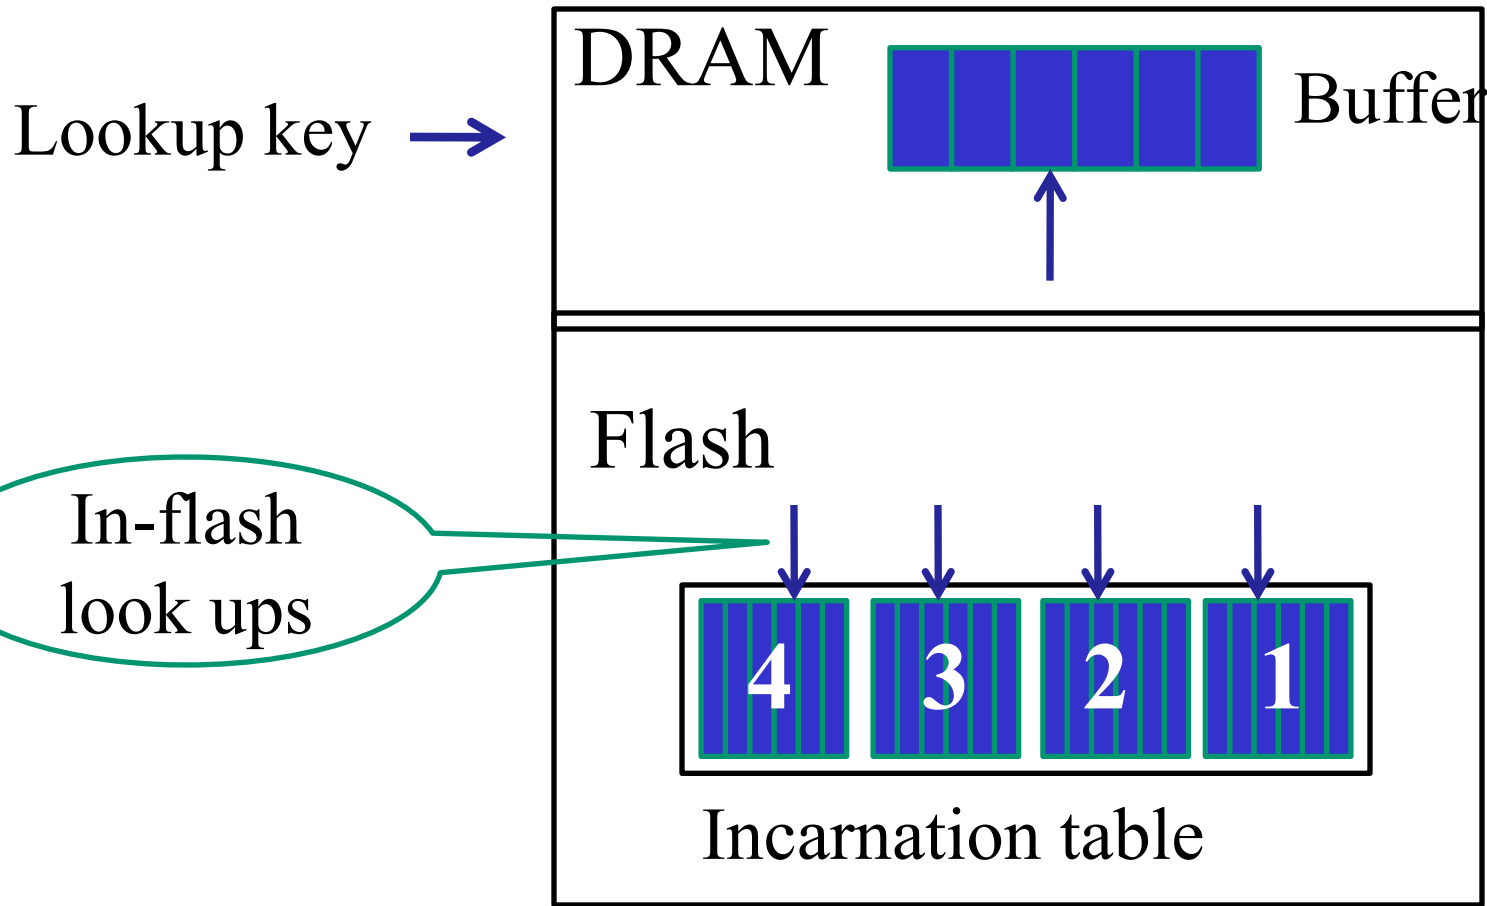 DRAM
Buffer
Lookup key
Flash
In-flash
look ups
4 3 2 1
Incarnation table